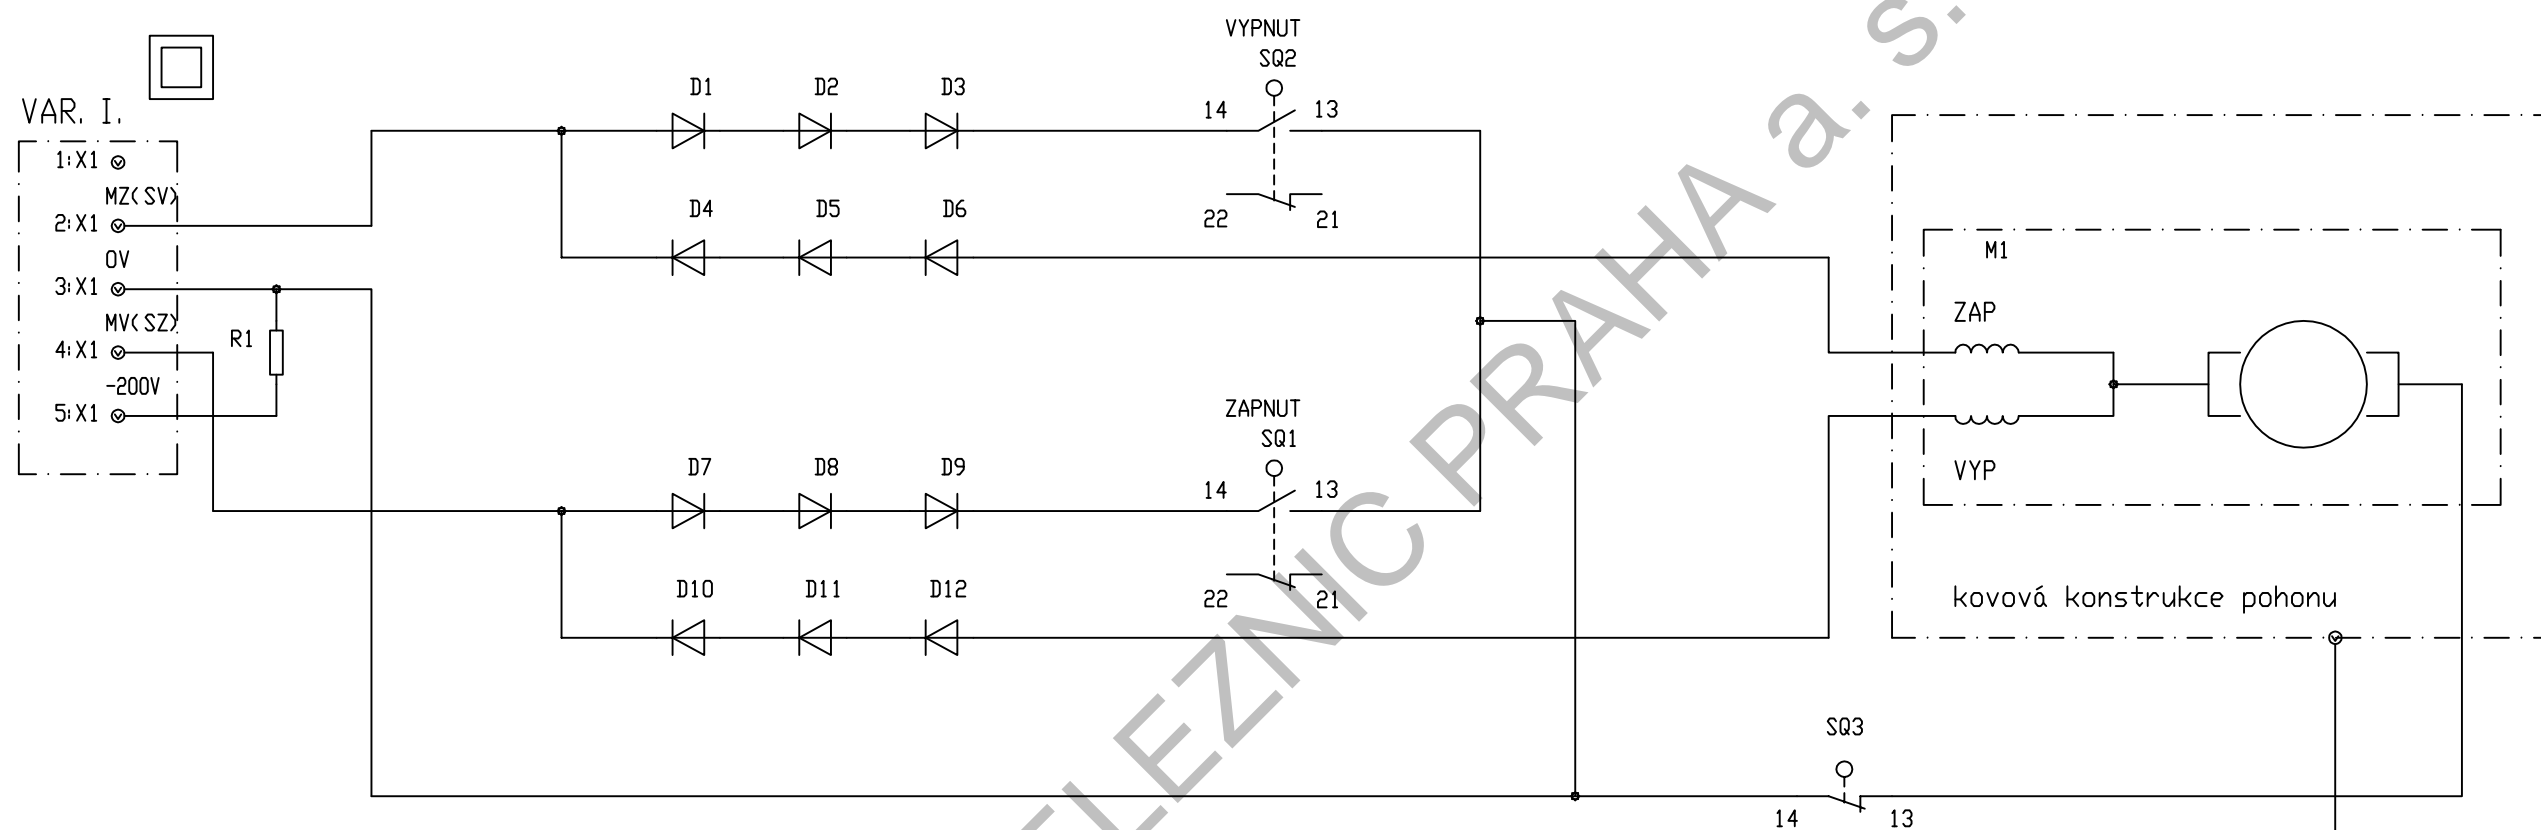 VYPNUT
SQ2
VAR. I.
D1 D2 D3
14 13
1:X1
MZ(SV)
2:X1
0V
3:X1
MV(SZ)
4:X1
-200V
5:X1
R1
D4 D5 D6
22 21
M1
ZAP
VYP
ZAPNUT
SQ1
D7 D8 D9
14 13
D10 D11 D12
22 21
kovová konstrukce pohonu
SQ3
14 13
ELEZNIC PRAHA a. s.